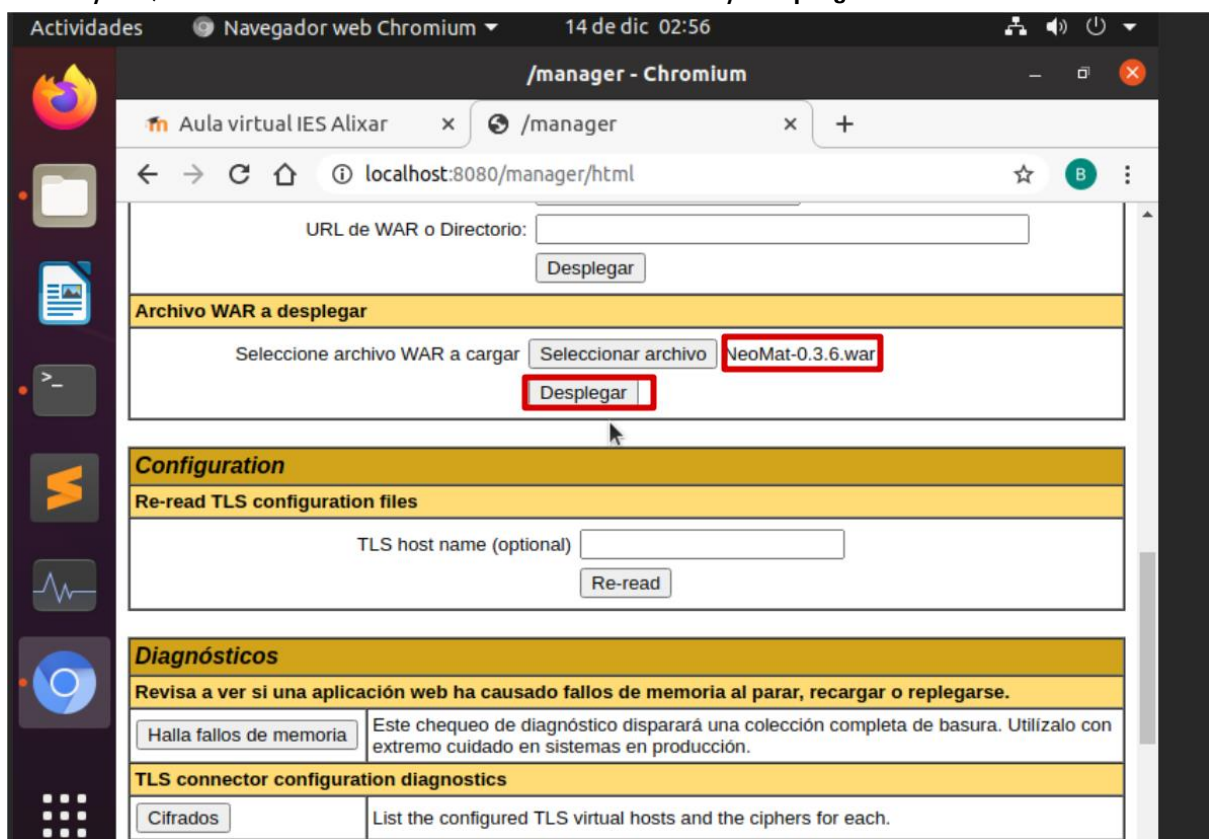 Actividades Navegador web Chromium 14 de dic 02:56
/manager - Chromium
Aula virtual IES Alixar × /manager × +
localhost:8080/manager/html B
URL de WAR o Directorio:
Desplegar
Archivo WAR a desplegar
Seleccione archivo WAR a cargar Seleccionar archivo NeoMat-0.3.6.war
Desplegar
Configuration
Re-read TLS configuration files
TLS host name (optional)
Re-read
Diagnósticos
Revisa a ver si una aplicación web ha causado fallos de memoria al parar, recargar o replegarse.
Halla fallos de memoria Este chequeo de diagnóstico disparará una colección completa de basura. Utilízalo con
extremo cuidado en sistemas en producción.
TLS connector configuration diagnostics
Cifrados List the configured TLS virtual hosts and the ciphers for each.